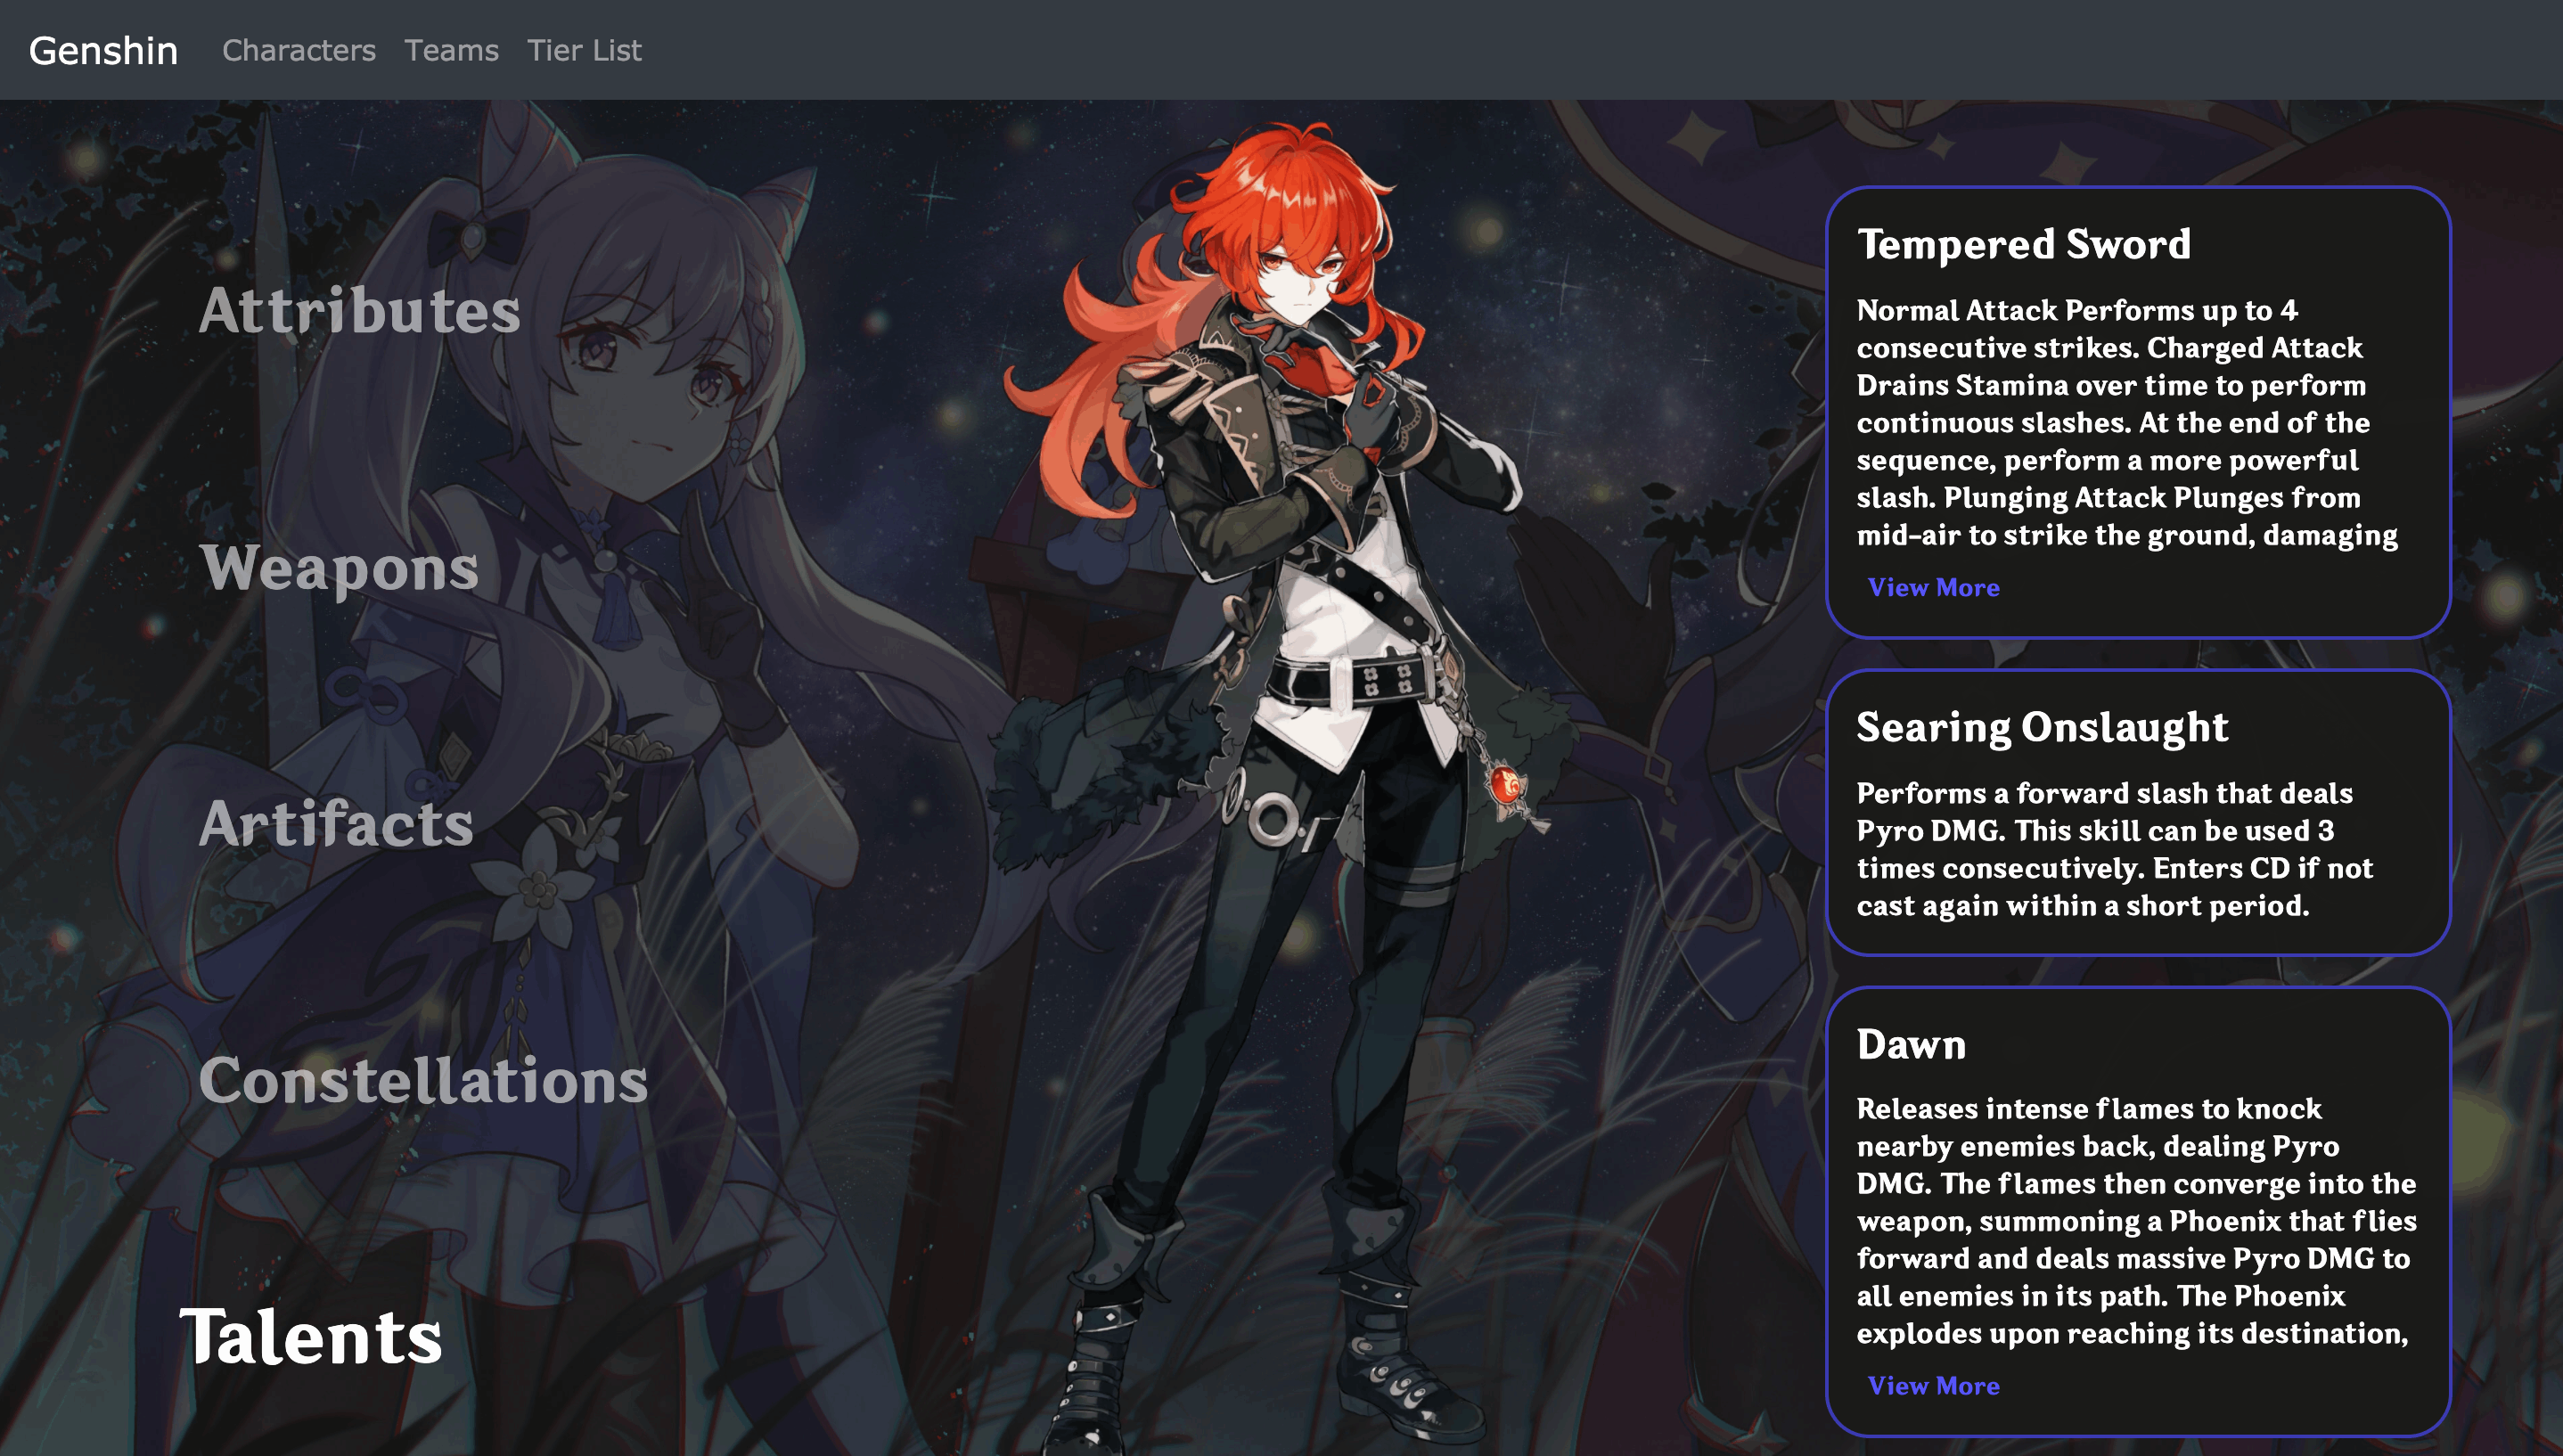 Genshin Characters Teams Tier List
Attributes
Weapons
Artifacts
Constellations
Talents
Tempered Sword
Normal Attack Performs up to 4
consecutive strikes. Charged Attack
Drains Stamina over time to perform
continuous slashes. At the end of the
sequence, perform a more powerful
slash. Plunging Attack Plunges from
mid-air to strike the ground, damaging
View More
Searing Onslaught
Performs a forward slash that deals
Pyro DMG. This skill can be used 3
times consecutively. Enters CD if not
cast again within a short period.
Dawn
Releases intense flames to knock
nearby enemies back, dealing Pyro
DMG. The flames then converge into the
weapon, summoning a Phoenix that flies
forward and deals massive Pyro DMG to
all enemies in its path. The Phoenix
explodes upon reaching its destination,
View More